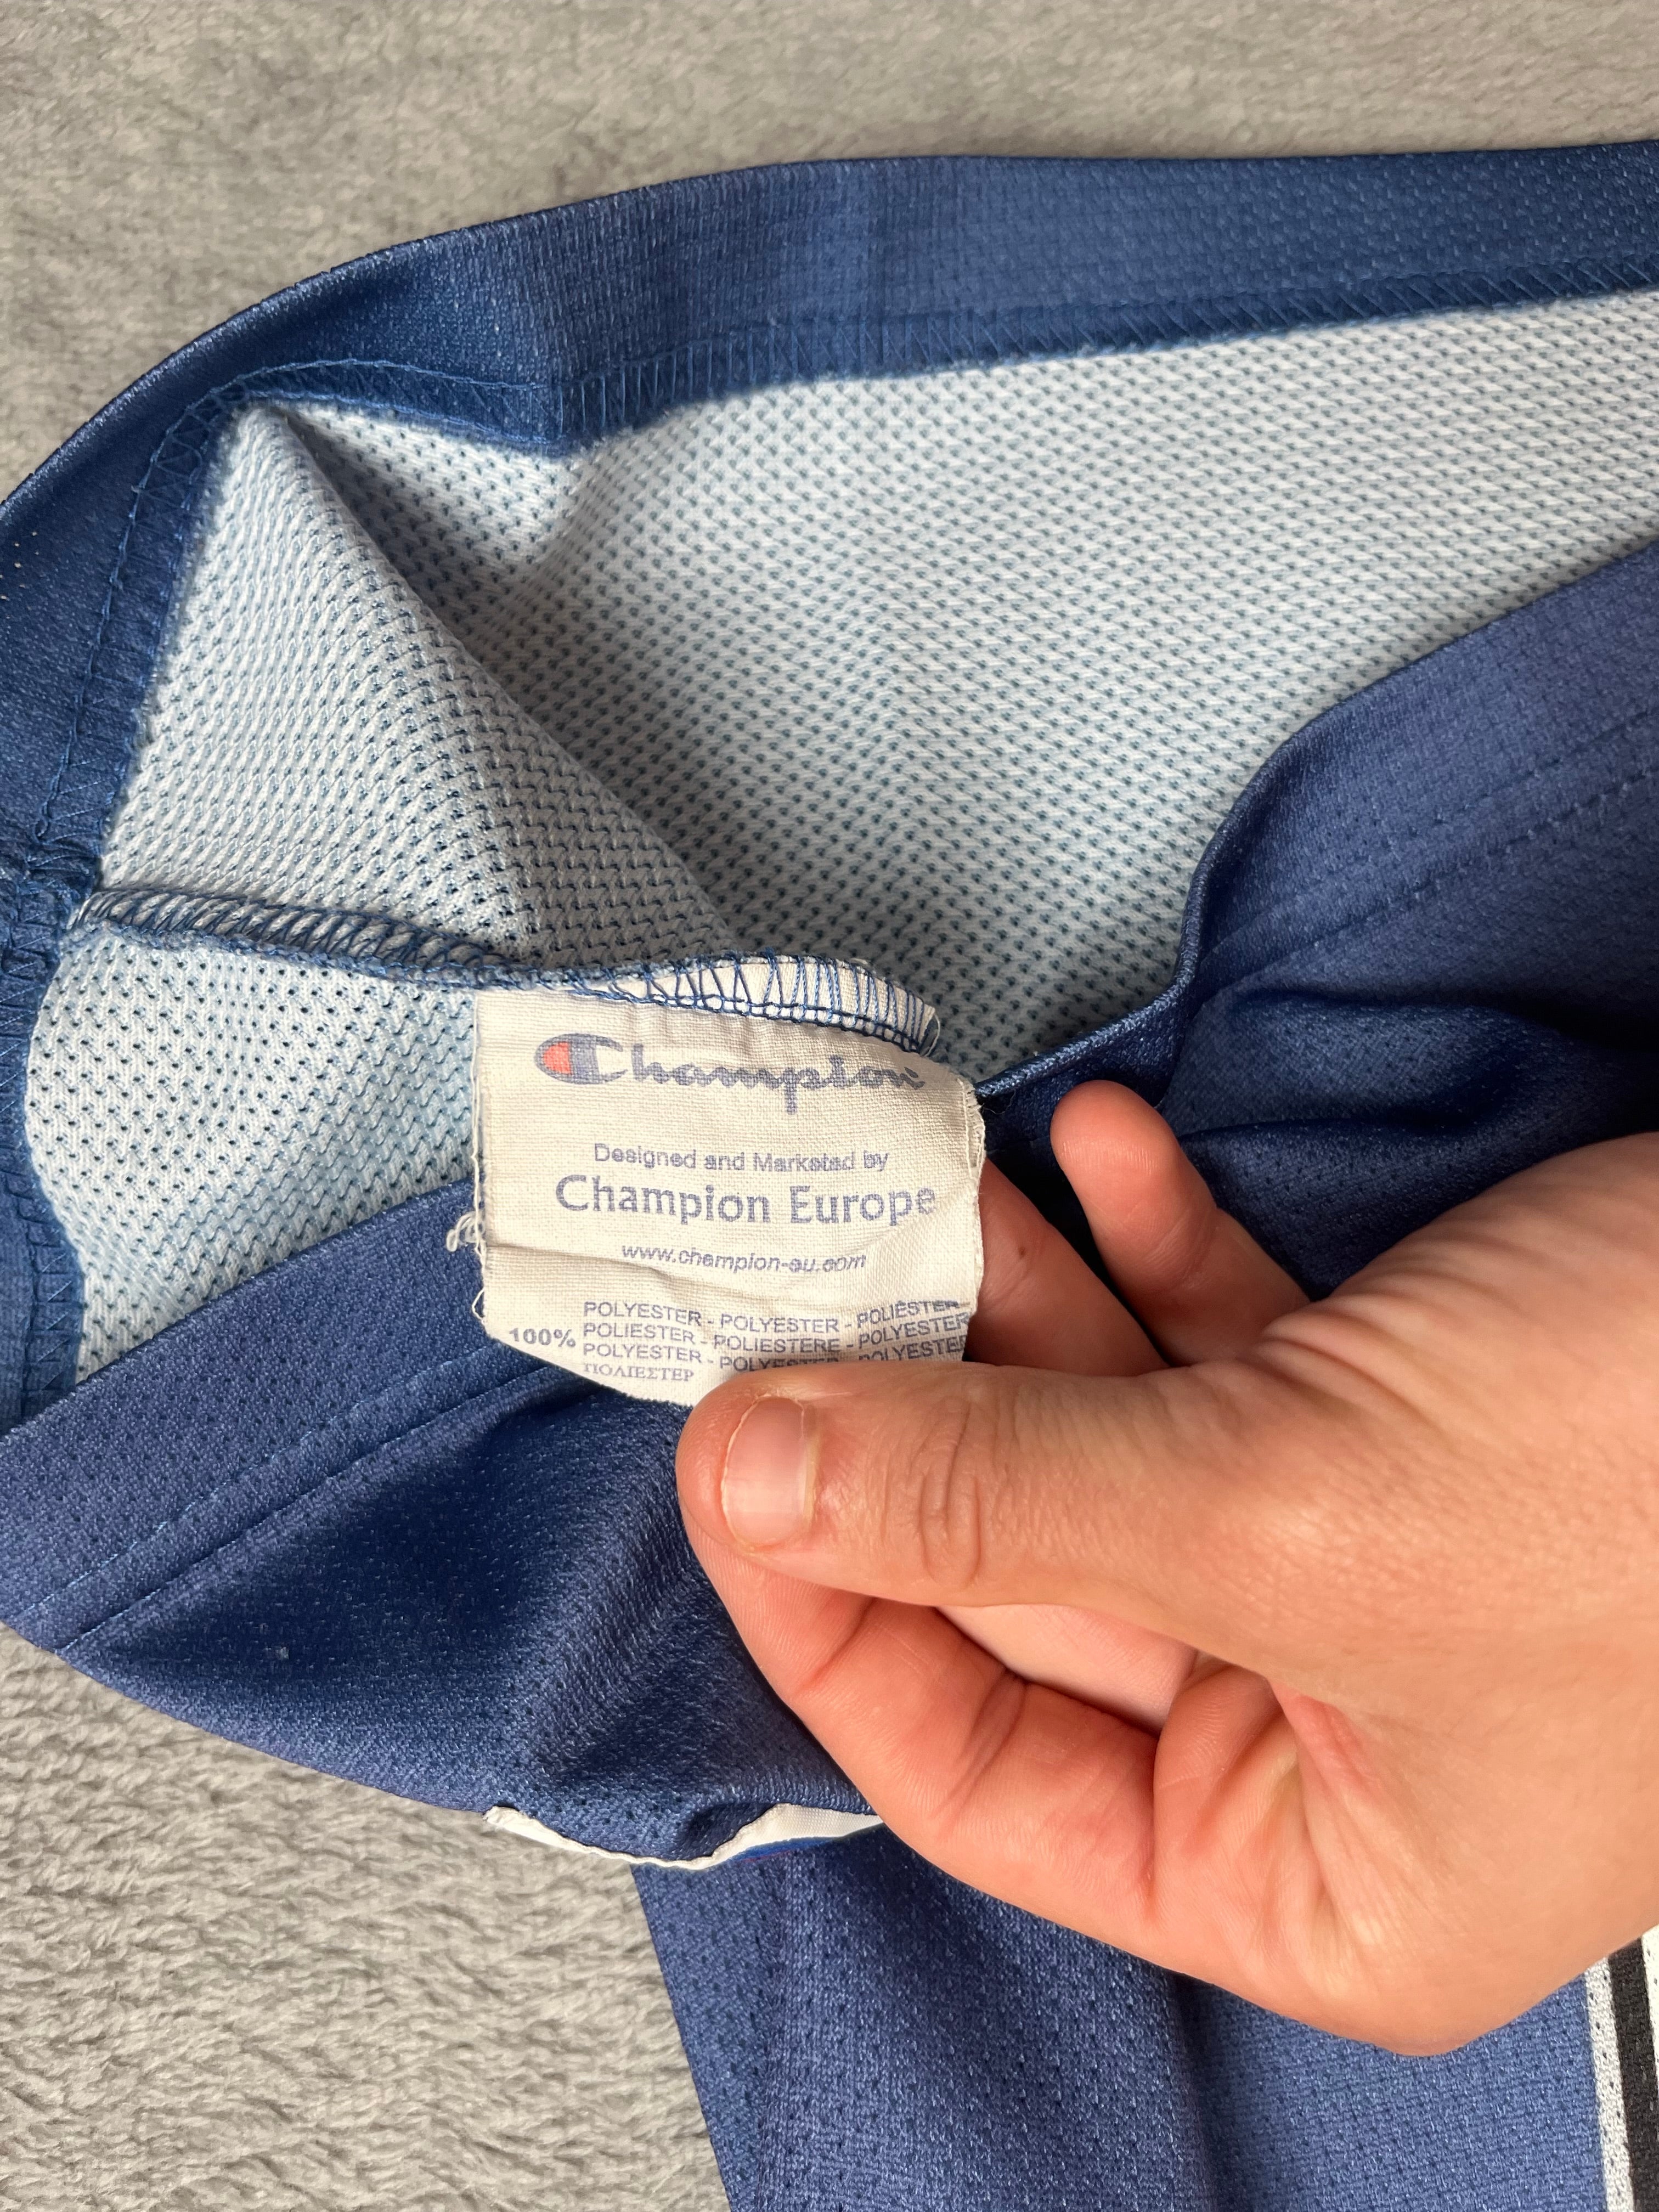 Champion
Designed and Marketed by
Champion Europe
www.champion-eu.com
POLYESTER - POLYESTER - POLIÉSTER
100% POLIESTER - POLIESTERE - POLYESTER
POLYESTER - POLYESTER - POLYESTER
ΠΟΛΙΕΣΤΕΡ